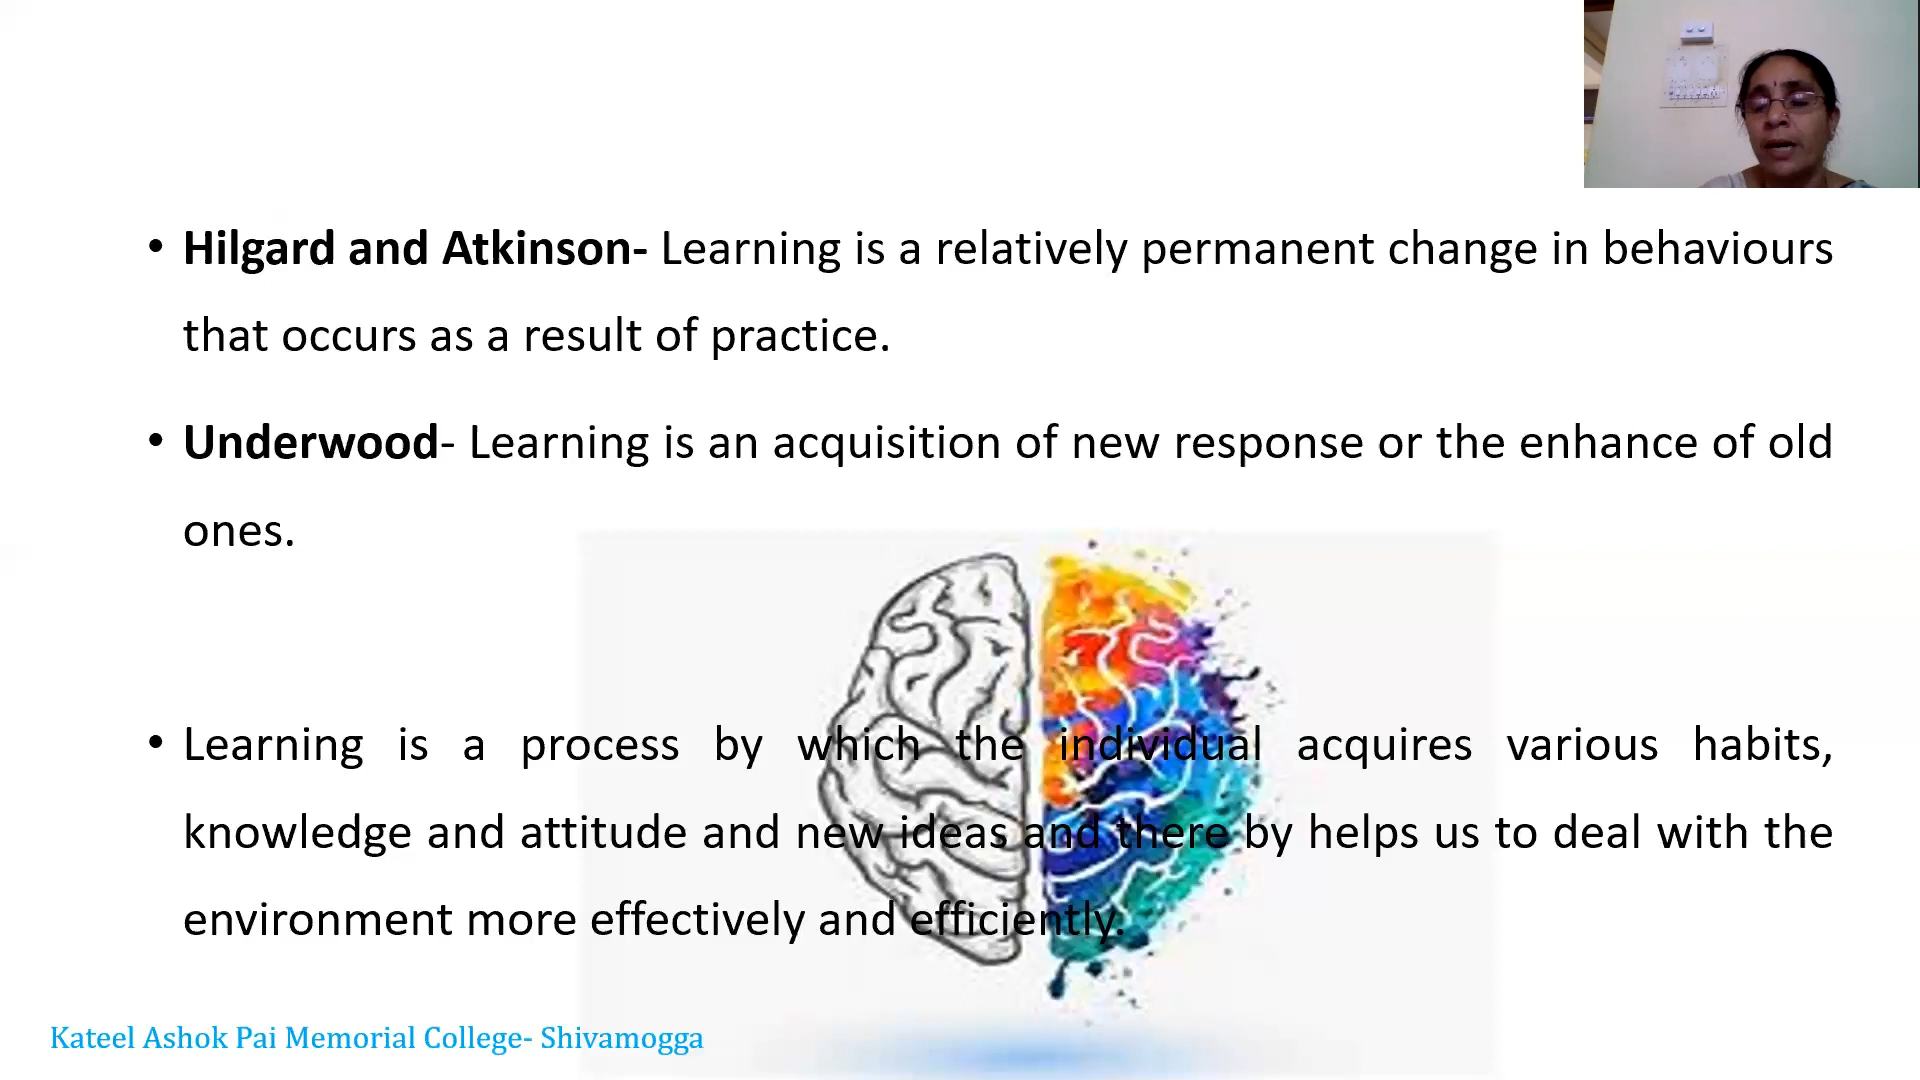 • Hilgard and Atkinson- Learning is a relatively permanent change in behaviours
that occurs as a result of practice.
• Underwood- Learning is an acquisition of new response or the enhance of old
ones.
• Learning is a process by which the individual acquires various habits,
knowledge and attitude and new ideas and there by helps us to deal with the
environment more effectively and efficiently.
Kateel Ashok Pai Memorial College- Shivamogga